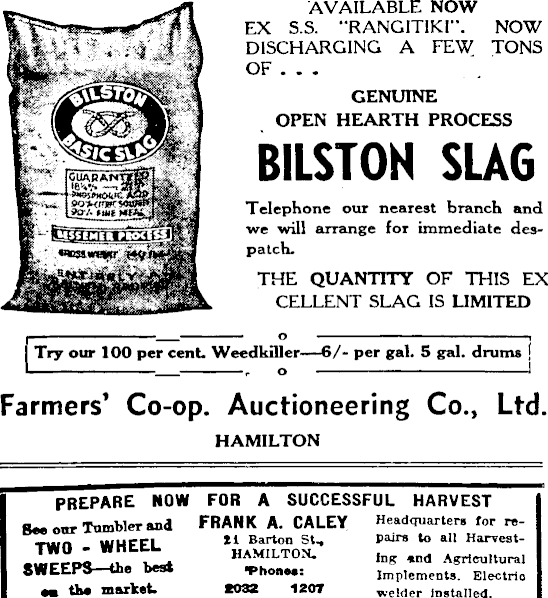 AVAILABLE NOW
EX S.S. "RANGITIKI". NOW
DISCHARGING A FEW TONS
OF . . .
GENUINE
OPEN HEARTH PROCESS
BILSTON SLAG
Telephone our nearest branch and
we will arrange for immediate des-
patch.
THE QUANTITY OF THIS EX
CELLENT SLAG IS LIMITED
BILSTON
BASIC SLAG
GUARANTEED
PHOSPHORIC ACID
90% FINE MEAL
BESSEMER PROCESS
GROSS WEIGHT
Try our 100 per cent. Weedkiller—6/- per gal. 5 gal. drums
Farmers' Co-op. Auctioneering Co., Ltd.
HAMILTON
PREPARE NOW FOR A SUCCESSFUL HARVEST
See our Tumbler and
TWO - WHEEL
SWEEPS—the best
on the market.
FRANK A. CALEY
21 Barton St.,
HAMILTON.
'Phones:
2032 1207
Headquarters for re-
pairs to all Harvest-
ing and Agricultural
Implements. Electric
welder installed.